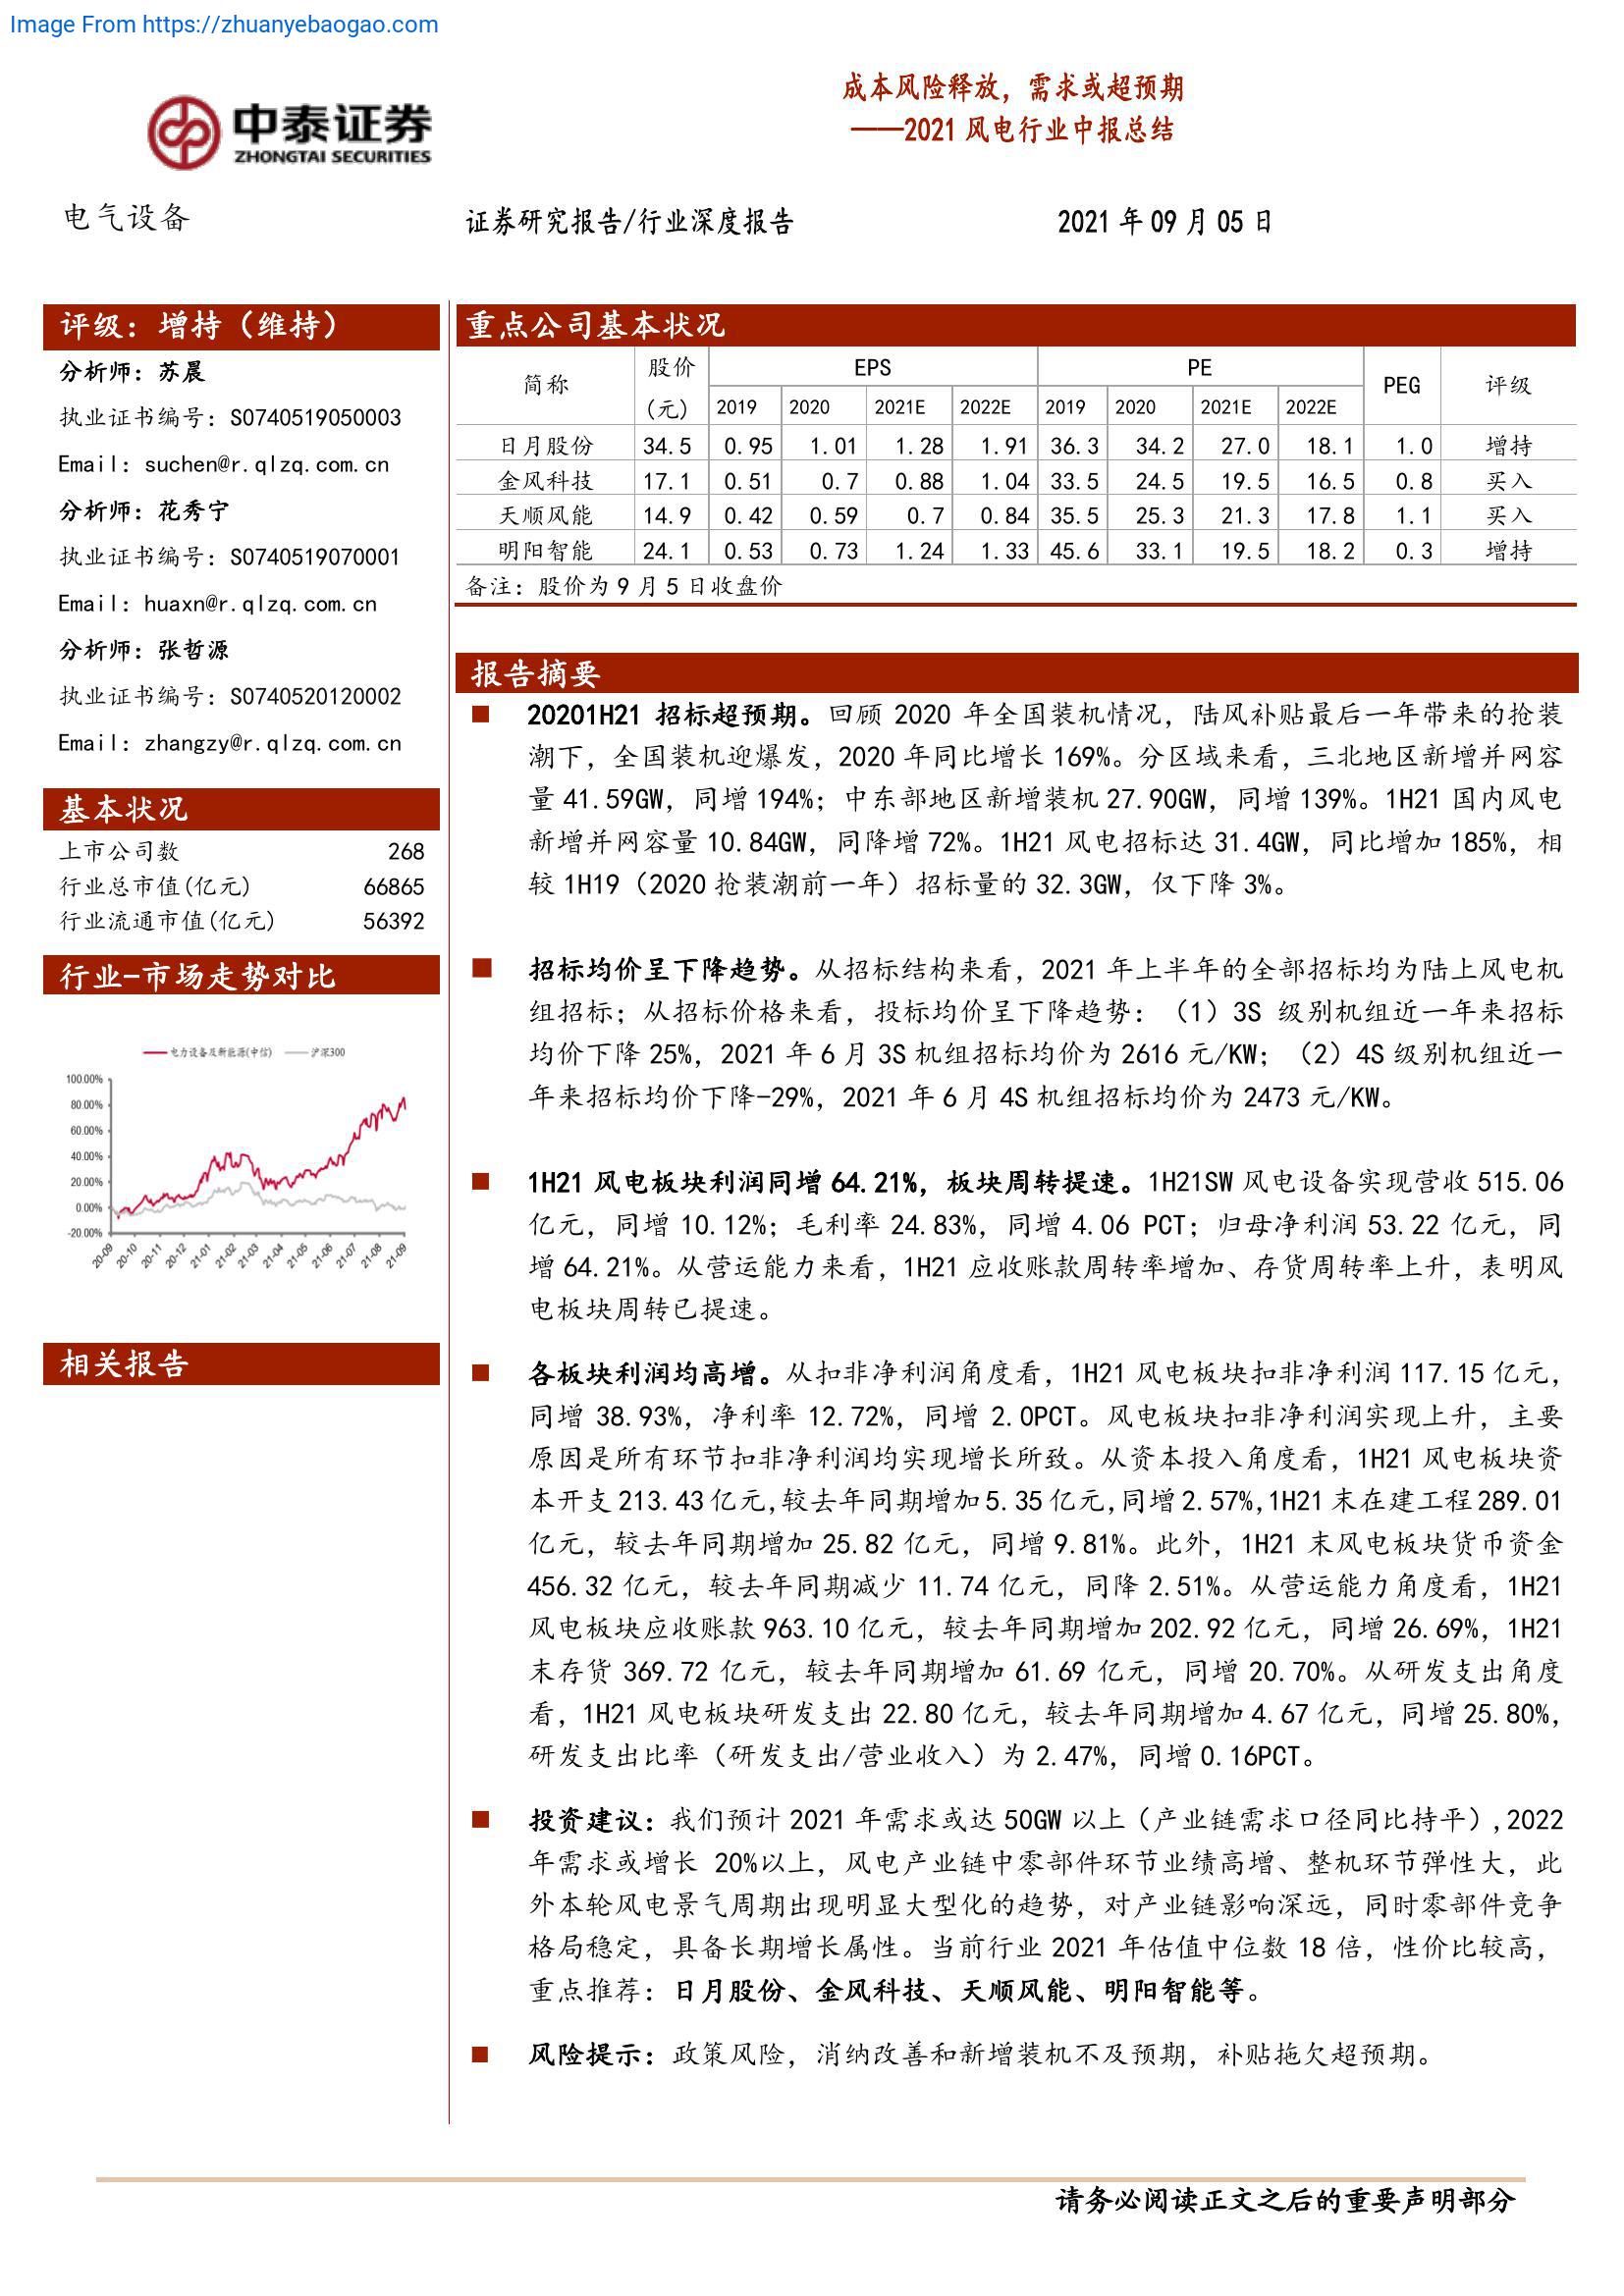 Image From https://zhuanyebaogao.com
中泰证券
ZHONGTAI SECURITIES
成本风险释放，需求或超预期
——2021 风电行业中报总结
电气设备
证券研究报告/行业深度报告
2021 年 09 月 05 日
评级：增持（维持）
分析师：苏晨
执业证书编号：S0740519050003
Email：suchen@r.qlzq.com.cn
分析师：花秀宁
执业证书编号：S0740519070001
Email：huaxn@r.qlzq.com.cn
分析师：张哲源
执业证书编号：S0740520120002
Email：zhangzy@r.qlzq.com.cn
基本状况
上市公司数 268
行业总市值(亿元) 66865
行业流通市值(亿元) 56392
行业-市场走势对比
电力设备及新能源(中信) 沪深300
100.00%
80.00%
60.00%
40.00%
20.00%
0.00%
-20.00%
20-09 20-10 20-11 20-12 21-01 21-02 21-03 21-04 21-05 21-06 21-07 21-08 21-09
相关报告
重点公司基本状况
简称 股价(元) EPS PE PEG 评级
2019 2020 2021E 2022E 2019 2020 2021E 2022E
日月股份 34.5 0.95 1.01 1.28 1.91 36.3 34.2 27.0 18.1 1.0 增持
金风科技 17.1 0.51 0.7 0.88 1.04 33.5 24.5 19.5 16.5 0.8 买入
天顺风能 14.9 0.42 0.59 0.7 0.84 35.5 25.3 21.3 17.8 1.1 买入
明阳智能 24.1 0.53 0.73 1.24 1.33 45.6 33.1 19.5 18.2 0.3 增持
备注：股价为 9 月 5 日收盘价
报告摘要
20201H21 招标超预期。回顾 2020 年全国装机情况，陆风补贴最后一年带来的抢装
潮下，全国装机迎爆发，2020 年同比增长 169%。分区域来看，三北地区新增并网容
量 41.59GW，同增 194%；中东部地区新增装机 27.90GW，同增 139%。1H21 国内风电
新增并网容量 10.84GW，同降增 72%。1H21 风电招标达 31.4GW，同比增加 185%，相
较 1H19（2020 抢装潮前一年）招标量的 32.3GW，仅下降 3%。
招标均价呈下降趋势。从招标结构来看，2021 年上半年的全部招标均为陆上风电机
组招标；从招标价格来看，投标均价呈下降趋势：（1）3S 级别机组近一年来招标
均价下降 25%，2021 年 6 月 3S 机组招标均价为 2616 元/KW；（2）4S 级别机组近一
年来招标均价下降-29%，2021 年 6 月 4S 机组招标均价为 2473 元/KW。
1H21 风电板块利润同增 64.21%，板块周转提速。1H21SW 风电设备实现营收 515.06
亿元，同增 10.12%；毛利率 24.83%，同增 4.06 PCT；归母净利润 53.22 亿元，同
增 64.21%。从营运能力来看，1H21 应收账款周转率增加、存货周转率上升，表明风
电板块周转已提速。
各板块利润均高增。从扣非净利润角度看，1H21 风电板块扣非净利润 117.15 亿元，
同增 38.93%，净利率 12.72%，同增 2.0PCT。风电板块扣非净利润实现上升，主要
原因是所有环节扣非净利润均实现增长所致。从资本投入角度看，1H21 风电板块资
本开支 213.43 亿元,较去年同期增加 5.35 亿元,同增 2.57%,1H21 末在建工程 289.01
亿元，较去年同期增加 25.82 亿元，同增 9.81%。此外，1H21 末风电板块货币资金
456.32 亿元，较去年同期减少 11.74 亿元，同降 2.51%。从营运能力角度看，1H21
风电板块应收账款 963.10 亿元，较去年同期增加 202.92 亿元，同增 26.69%，1H21
末存货 369.72 亿元，较去年同期增加 61.69 亿元，同增 20.70%。从研发支出角度
看，1H21 风电板块研发支出 22.80 亿元，较去年同期增加 4.67 亿元，同增 25.80%，
研发支出比率（研发支出/营业收入）为 2.47%，同增 0.16PCT。
投资建议：我们预计 2021 年需求或达 50GW 以上（产业链需求口径同比持平）,2022
年需求或增长 20%以上，风电产业链中零部件环节业绩高增、整机环节弹性大，此
外本轮风电景气周期出现明显大型化的趋势，对产业链影响深远，同时零部件竞争
格局稳定，具备长期增长属性。当前行业 2021 年估值中位数 18 倍，性价比较高，
重点推荐：日月股份、金风科技、天顺风能、明阳智能等。
风险提示：政策风险，消纳改善和新增装机不及预期，补贴拖欠超预期。
请务必阅读正文之后的重要声明部分